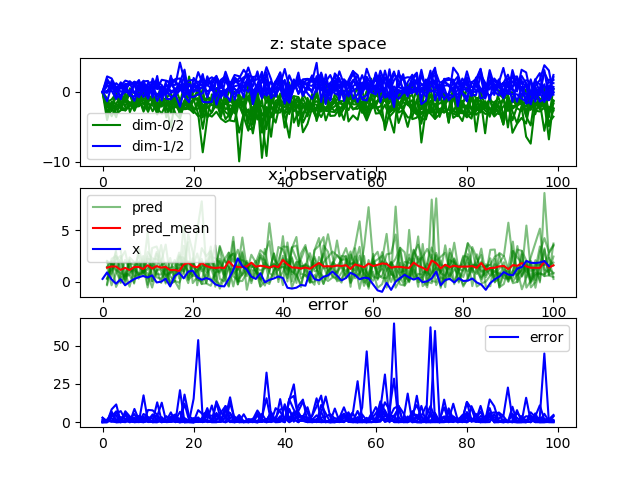 z: state space
0
−10
dim-0/2
dim-1/2
0 20 40 60 80 100
x: observation
5
0
pred
pred_mean
x
0 20 40 60 80 100
error
50
25
0
error
0 20 40 60 80 100